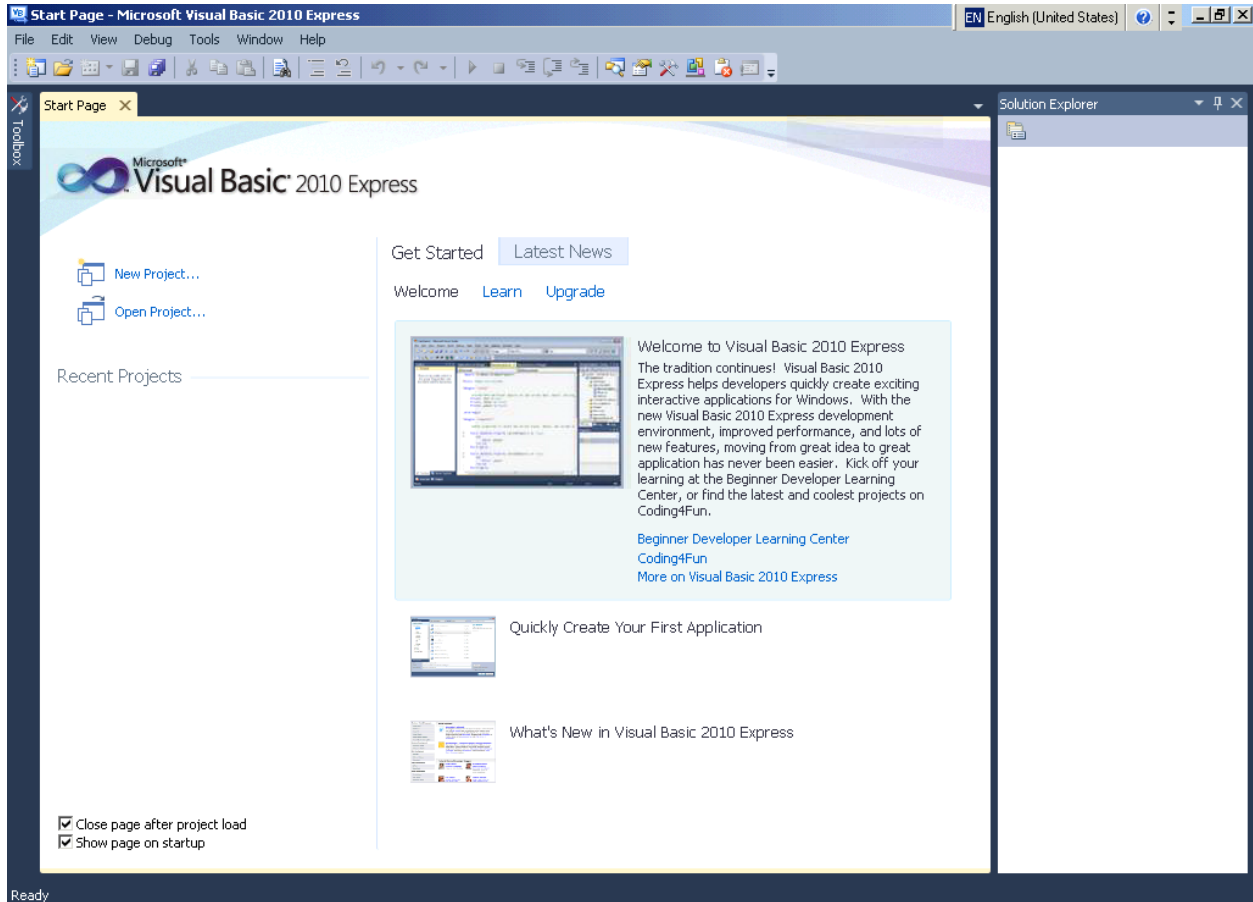 Start Page - Microsoft Visual Basic 2010 Express
EN English (United States)
File Edit View Debug Tools Window Help
Toolbox
Start Page
Solution Explorer
Microsoft®
Visual Basic® 2010 Express
New Project...
Open Project...
Recent Projects
Close page after project load
Show page on startup
Get Started Latest News
Welcome Learn Upgrade
Welcome to Visual Basic 2010 Express
The tradition continues! Visual Basic 2010
Express helps developers quickly create exciting
interactive applications for Windows. With the
new Visual Basic 2010 Express development
environment, improved performance, and lots of
new features, moving from great idea to great
application has never been easier. Kick off your
learning at the Beginner Developer Learning
Center, or find the latest and coolest projects on
Coding4Fun.
Beginner Developer Learning Center
Coding4Fun
More on Visual Basic 2010 Express
Quickly Create Your First Application
What's New in Visual Basic 2010 Express
Ready